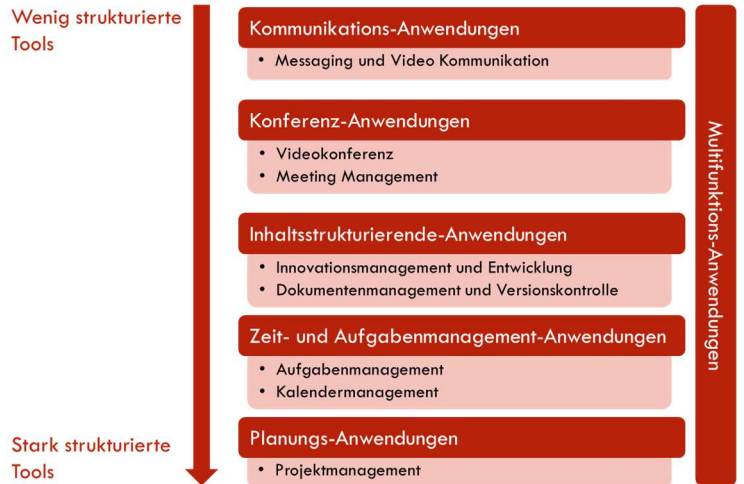 Wenig strukturierte
Tools
Kommunikations-Anwendungen
• Messaging und Video Kommunikation
Konferenz-Anwendungen
• Videokonferenz
• Meeting Management
Inhaltsstrukturierende-Anwendungen
• Innovationsmanagement und Entwicklung
• Dokumentenmanagement und Versionskontrolle
Zeit- und Aufgabenmanagement-Anwendungen
• Aufgabenmanagement
• Kalendermanagement
Stark strukturierte
Tools
Planungs-Anwendungen
• Projektmanagement
Multifunktions-Anwendungen